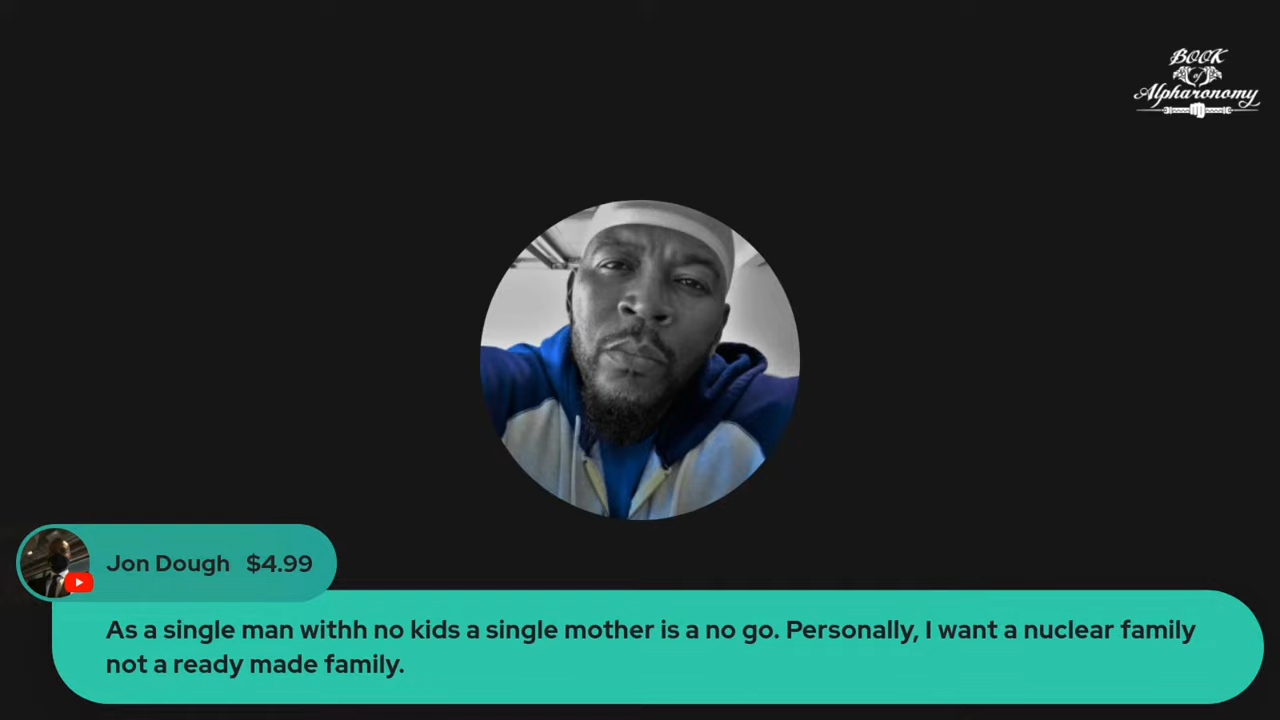 BOOK
of
Alpharonomy
Jon Dough $4.99
As a single man withh no kids a single mother is a no go. Personally, I want a nuclear family
not a ready made family.